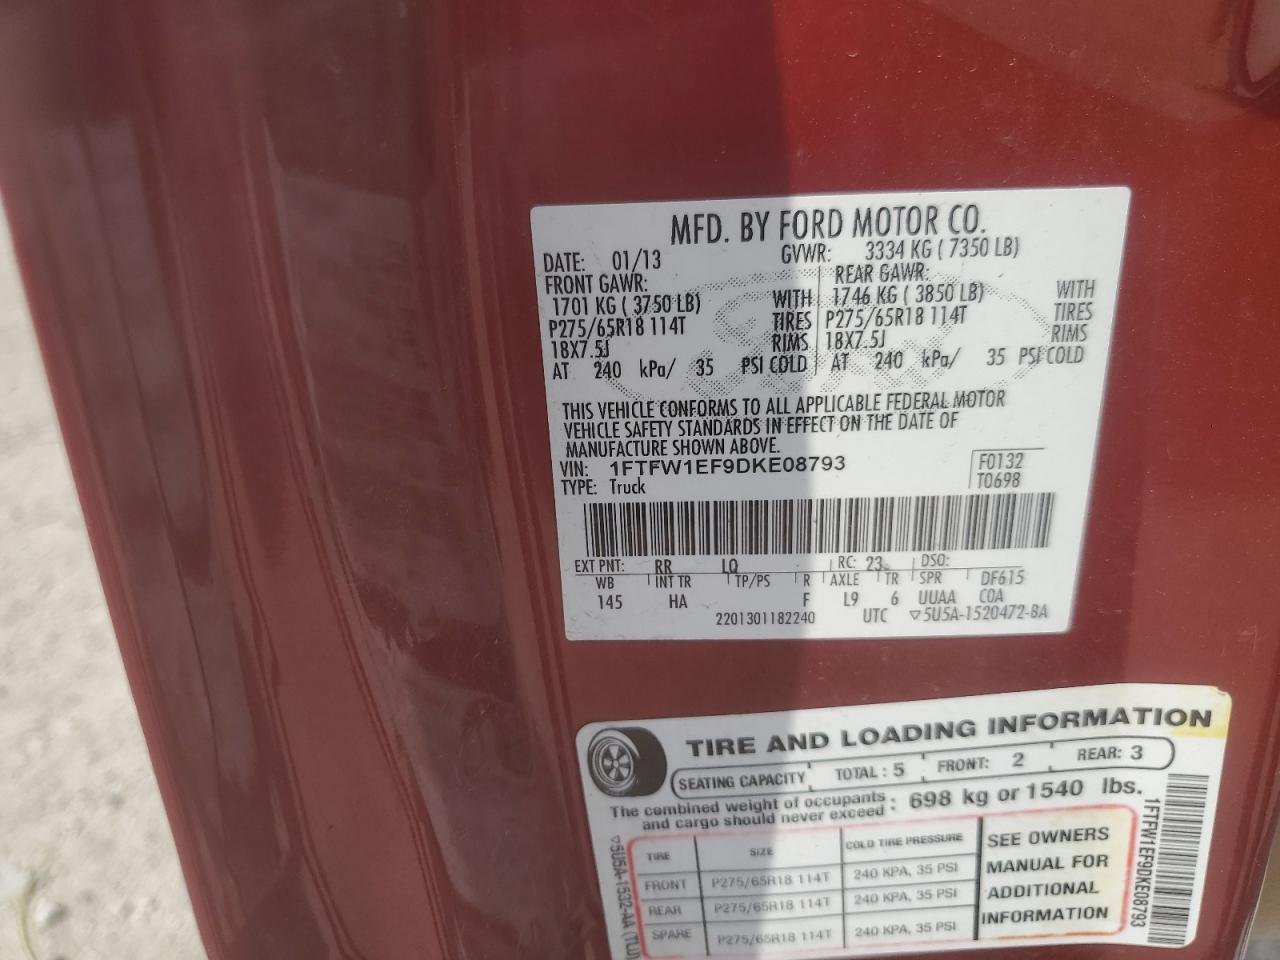 MFD. BY FORD MOTOR CO.
DATE: 01/13 GVWR: 3334 KG ( 7350 LB)
FRONT GAWR: REAR GAWR:
1701 KG ( 3750 LB) WITH 1746 KG ( 3850 LB) WITH
P275/65R18 114T TIRES P275/65R18 114T TIRES
18X7.5J RIMS 18X7.5J RIMS
AT 240 kPa/ 35 PSI COLD AT 240 kPa/ 35 PSI COLD
THIS VEHICLE CONFORMS TO ALL APPLICABLE FEDERAL MOTOR
VEHICLE SAFETY STANDARDS IN EFFECT ON THE DATE OF
MANUFACTURE SHOWN ABOVE.
VIN: 1FTFW1EF9DKE08793 F0132
TYPE: Truck T0698
EXT PNT: RR LQ RC: 23 DSO:
WB INT TR TP/PS R AXLE TR SPR DF615
145 HA F L9 6 UUAA COA
2201301182240 UTC ▽5U5A-1520472-BA
TIRE AND LOADING INFORMATION
SEATING CAPACITY TOTAL : 5 FRONT: 2 REAR: 3
The combined weight of occupants
and cargo should never exceed : 698 kg or 1540 lbs.
TIRE SIZE COLD TIRE PRESSURE
FRONT P275/65R18 114T 240 KPA, 35 PSI
REAR P275/65R18 114T 240 KPA, 35 PSI
SPARE P275/65R18 114T 240 KPA, 35 PSI
SEE OWNERS
MANUAL FOR
ADDITIONAL
INFORMATION
▽5U5A-1532-AA (TLU)
1FTFW1EF9DKE08793